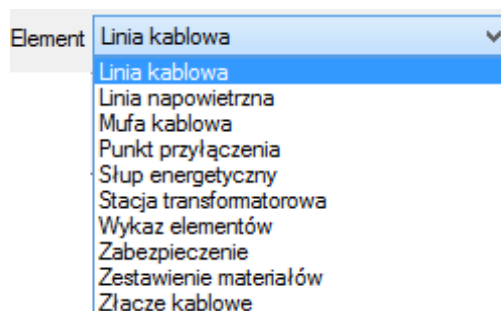 Element Linia kablowa
Linia kablowa
Linia napowietrzna
Mufa kablowa
Punkt przyłączenia
Słup energetyczny
Stacja transformatorowa
Wykaz elementów
Zabezpieczenie
Zestawienie materiałów
Złącze kablowe